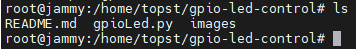 root@jammy:/home/topst/gpio-led-control# ls
README.md  gpioLed.py  images
root@jammy:/home/topst/gpio-led-control#